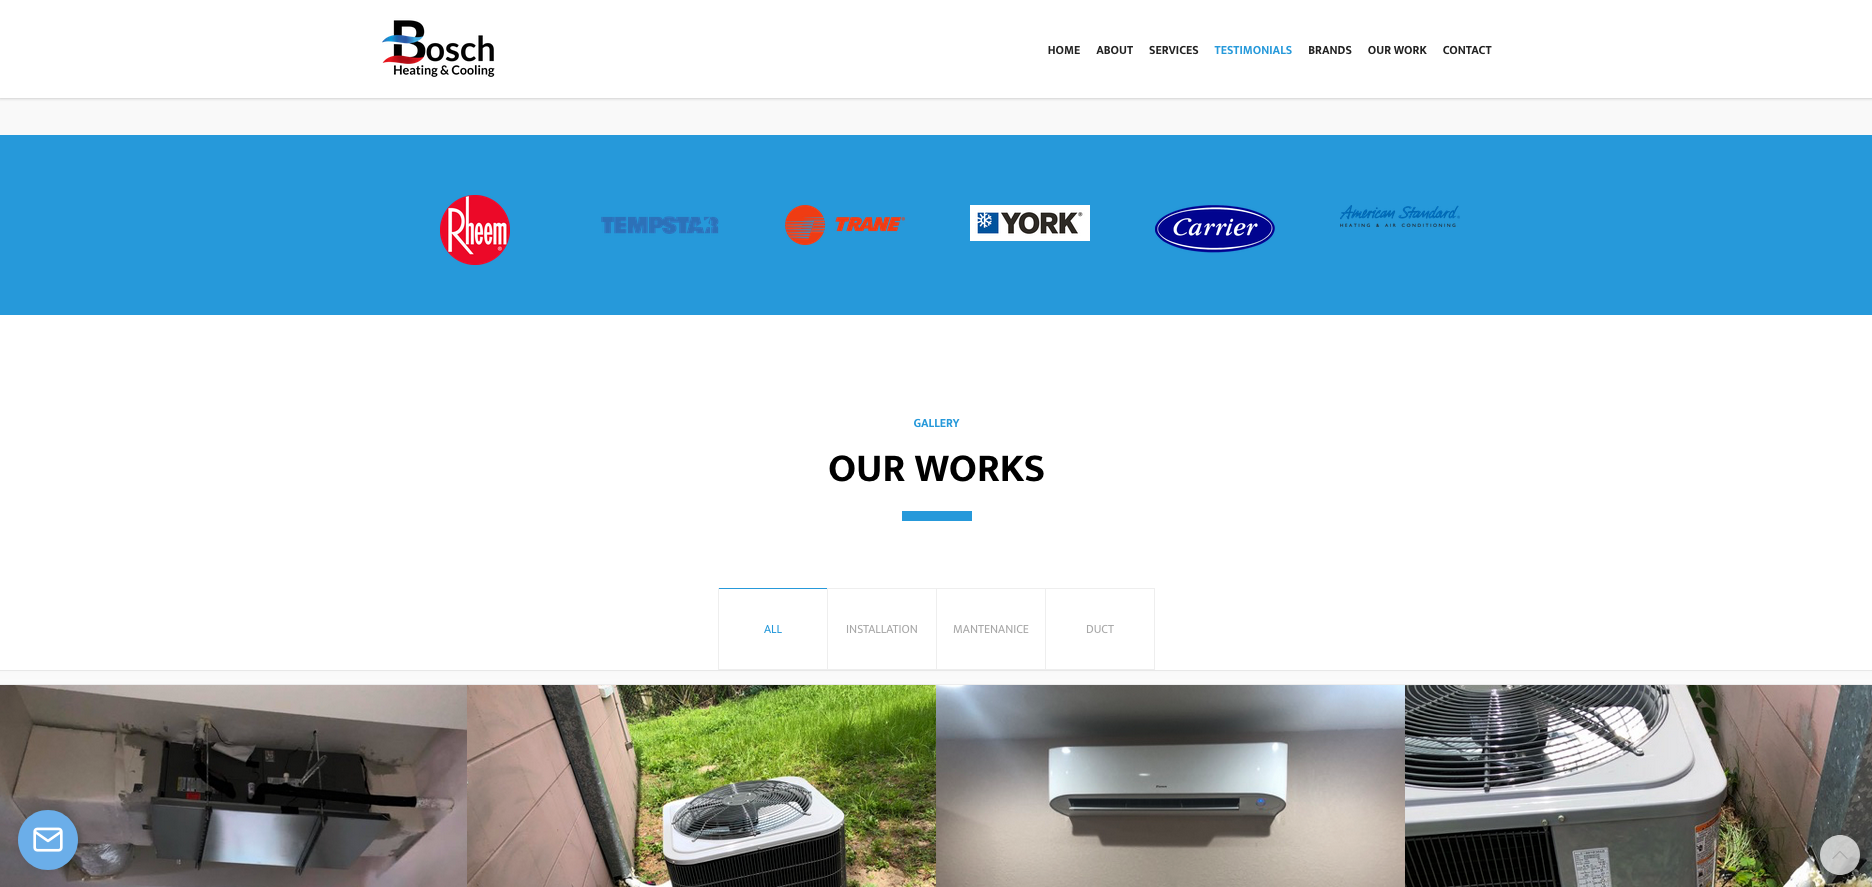 Bosch
Heating & Cooling
HOME
ABOUT
SERVICES
TESTIMONIALS
BRANDS
OUR WORK
CONTACT
Rheem
TEMPSTAR
TRANE
YORK
Carrier
American Standard
HEATING & AIR CONDITIONING
GALLERY
OUR WORKS
ALL
INSTALLATION
MANTENANICE
DUCT